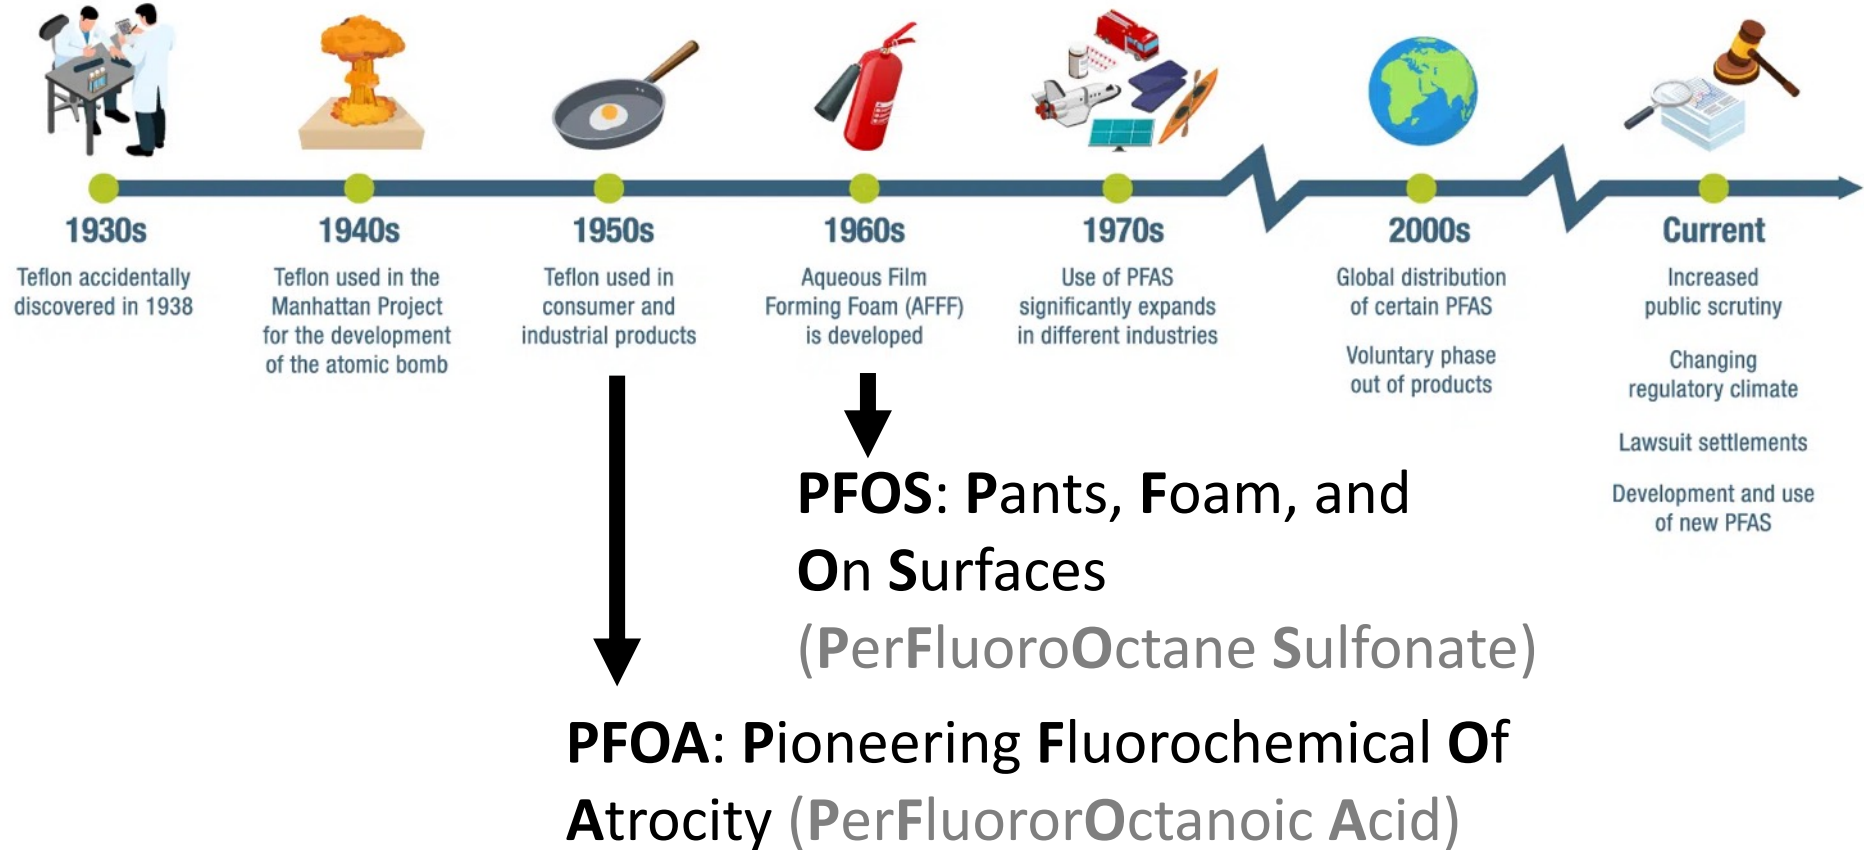 1930s
Teflon accidentally
discovered in 1938
1940s
Teflon used in the
Manhattan Project
for the development
of the atomic bomb
1950s
Teflon used in
consumer and
industrial products
1960s
Aqueous Film
Forming Foam (AFFF)
is developed
1970s
Use of PFAS
significantly expands
in different industries
2000s
Global distribution
of certain PFAS
Voluntary phase
out of products
Current
Increased
public scrutiny
Changing
regulatory climate
Lawsuit settlements
Development and use
of new PFAS
PFOS: Pants, Foam, and
On Surfaces
(PerFluoroOctane Sulfonate)
PFOA: Pioneering Fluorochemical Of
Atrocity (PerFluororOctanoic Acid)